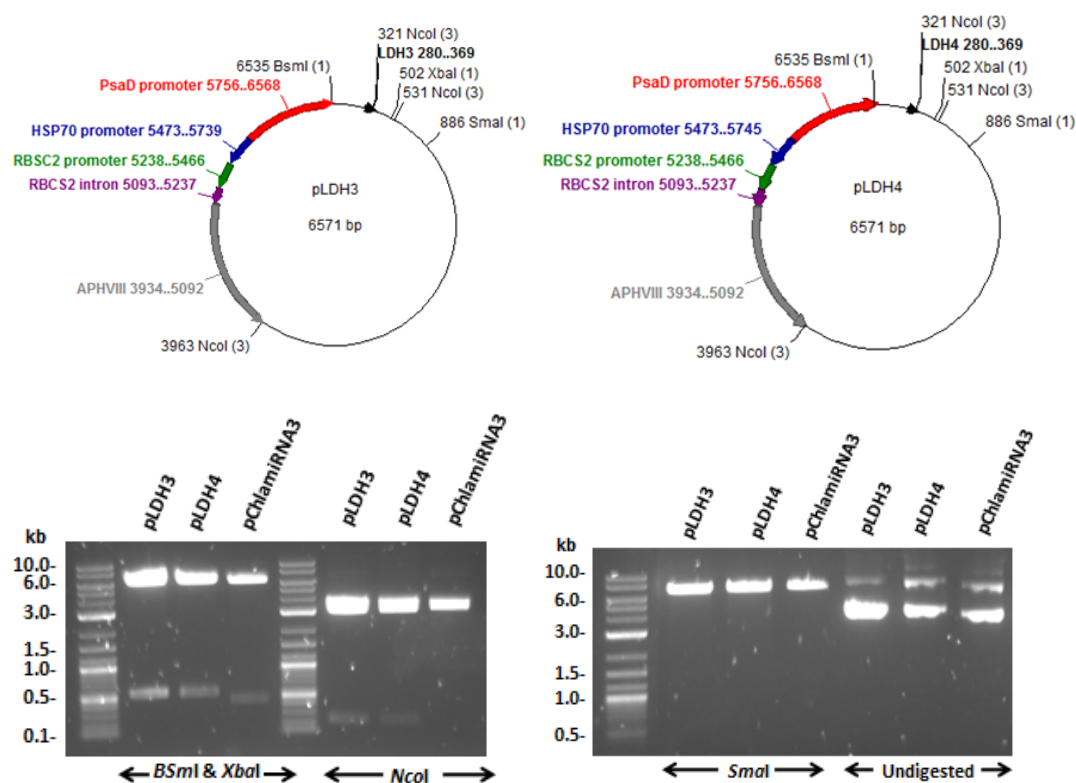 321 NcoI (3)
LDH3 280..369
6535 BsmI (1)
502 XbaI (1)
PsaD promoter 5756..6568
531 NcoI (3)
886 SmaI (1)
HSP70 promoter 5473..5739
RBSC2 promoter 5238..5466
RBCS2 intron 5093..5237
pLDH3
6571 bp
APHVIII 3934..5092
3963 NcoI (3)
321 NcoI (3)
LDH4 280..369
6535 BsmI (1)
502 XbaI (1)
PsaD promoter 5756..6568
531 NcoI (3)
886 SmaI (1)
HSP70 promoter 5473..5745
RBCS2 promoter 5238..5466
RBCS2 intron 5093..5237
pLDH4
6571 bp
APHVIII 3934..5092
3963 NcoI (3)
pLDH3
pLDH4
pChlamiRNA3
pLDH3
pLDH4
pChlamiRNA3
kb
10.0-
6.0-
3.0-
1.5-
1.0-
0.5-
0.1-
BSmI & XbaI
NcoI
pLDH3
pLDH4
pChlamiRNA3
pLDH3
pLDH4
pChlamiRNA3
kb
10.0-
6.0-
3.0-
1.5-
1.0-
0.5-
SmaI
Undigested